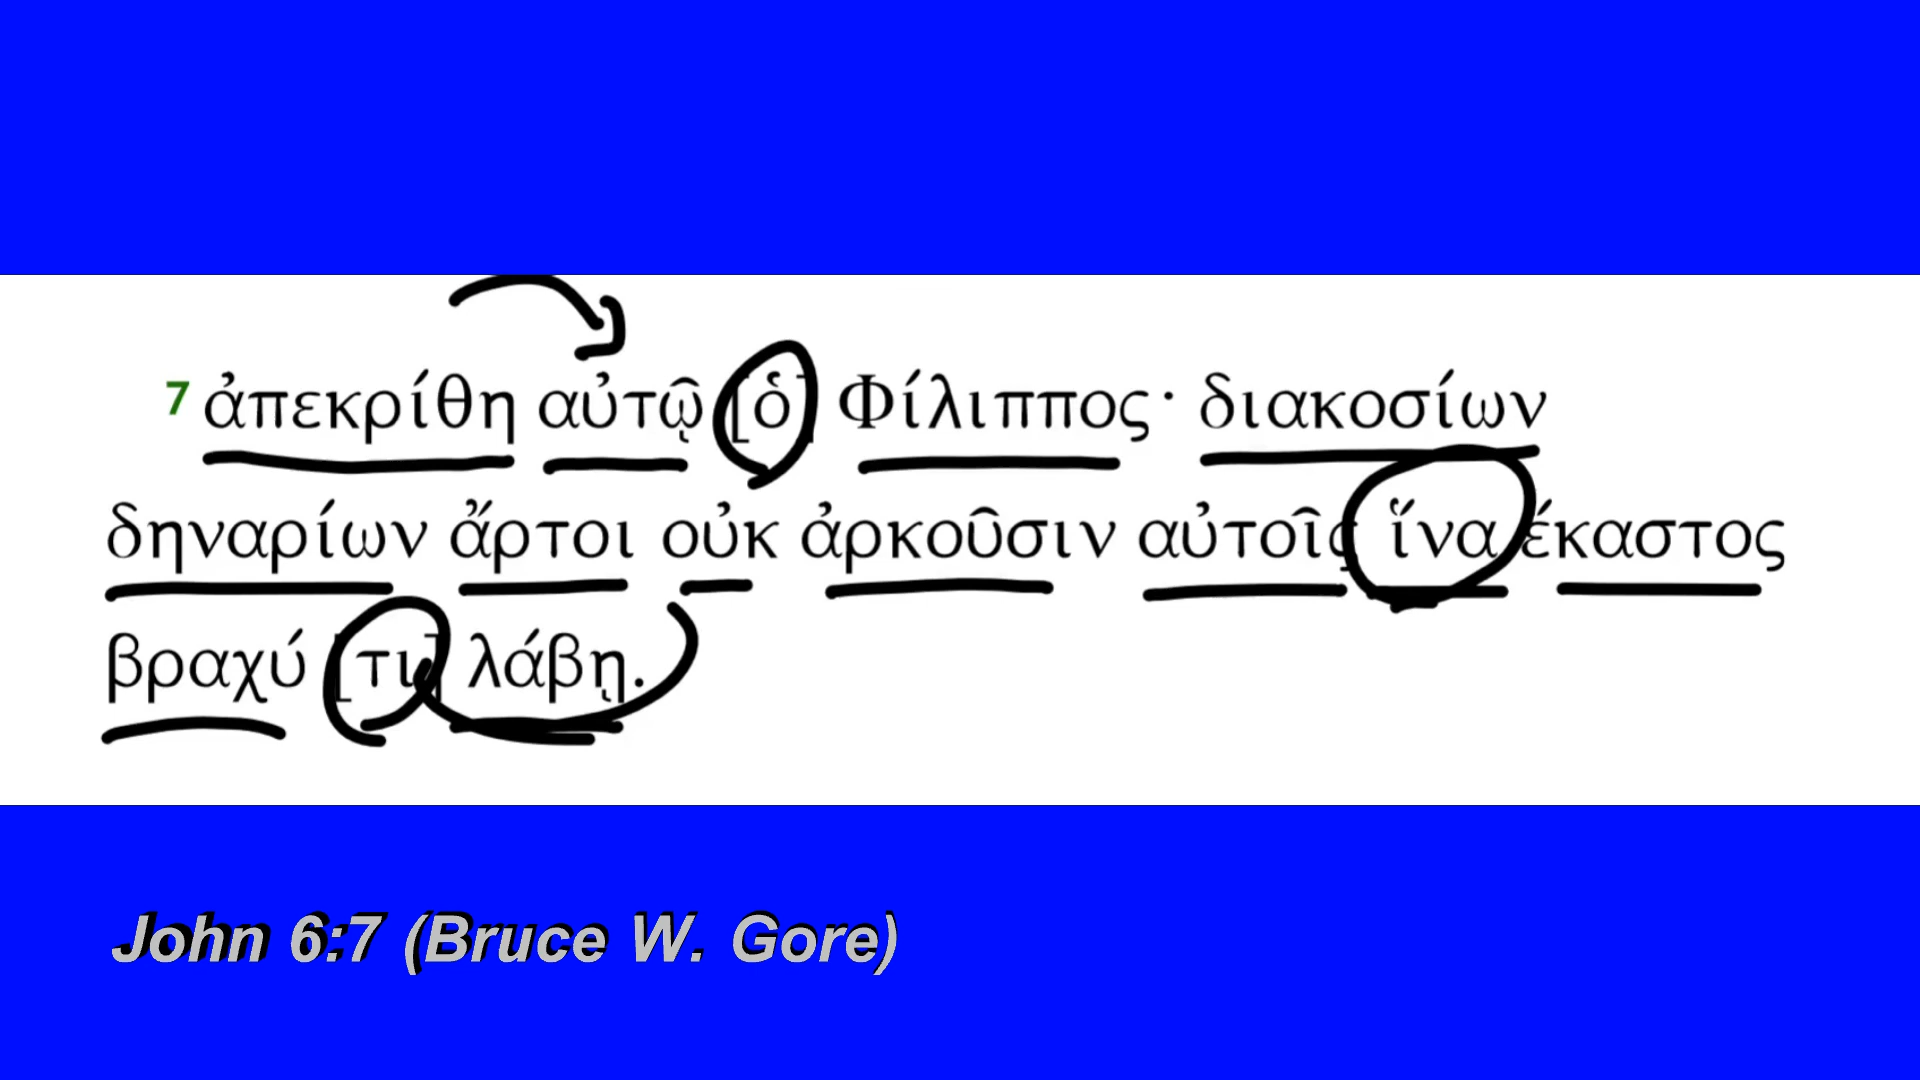 7 ἀπεκρίθη αὐτῷ [ὁ] Φίλιππος· διακοσίων
δηναρίων ἄρτοι οὐκ ἀρκοῦσιν αὐτοῖς ἵνα ἕκαστος
βραχύ [τι] λάβῃ.
John 6:7 (Bruce W. Gore)